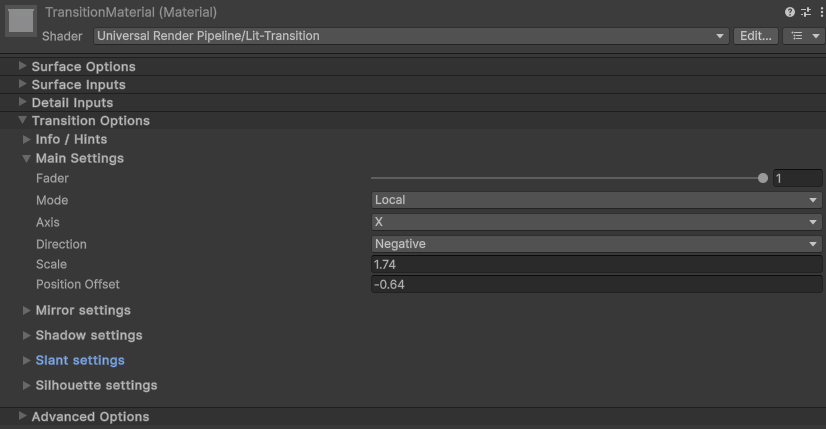 TransitionMaterial (Material)
Shader Universal Render Pipeline/Lit-Transition Edit...
Surface Options
Surface Inputs
Detail Inputs
Transition Options
Info / Hints
Main Settings
Fader 1
Mode Local
Axis X
Direction Negative
Scale 1.74
Position Offset -0.64
Mirror settings
Shadow settings
Slant settings
Silhouette settings
Advanced Options